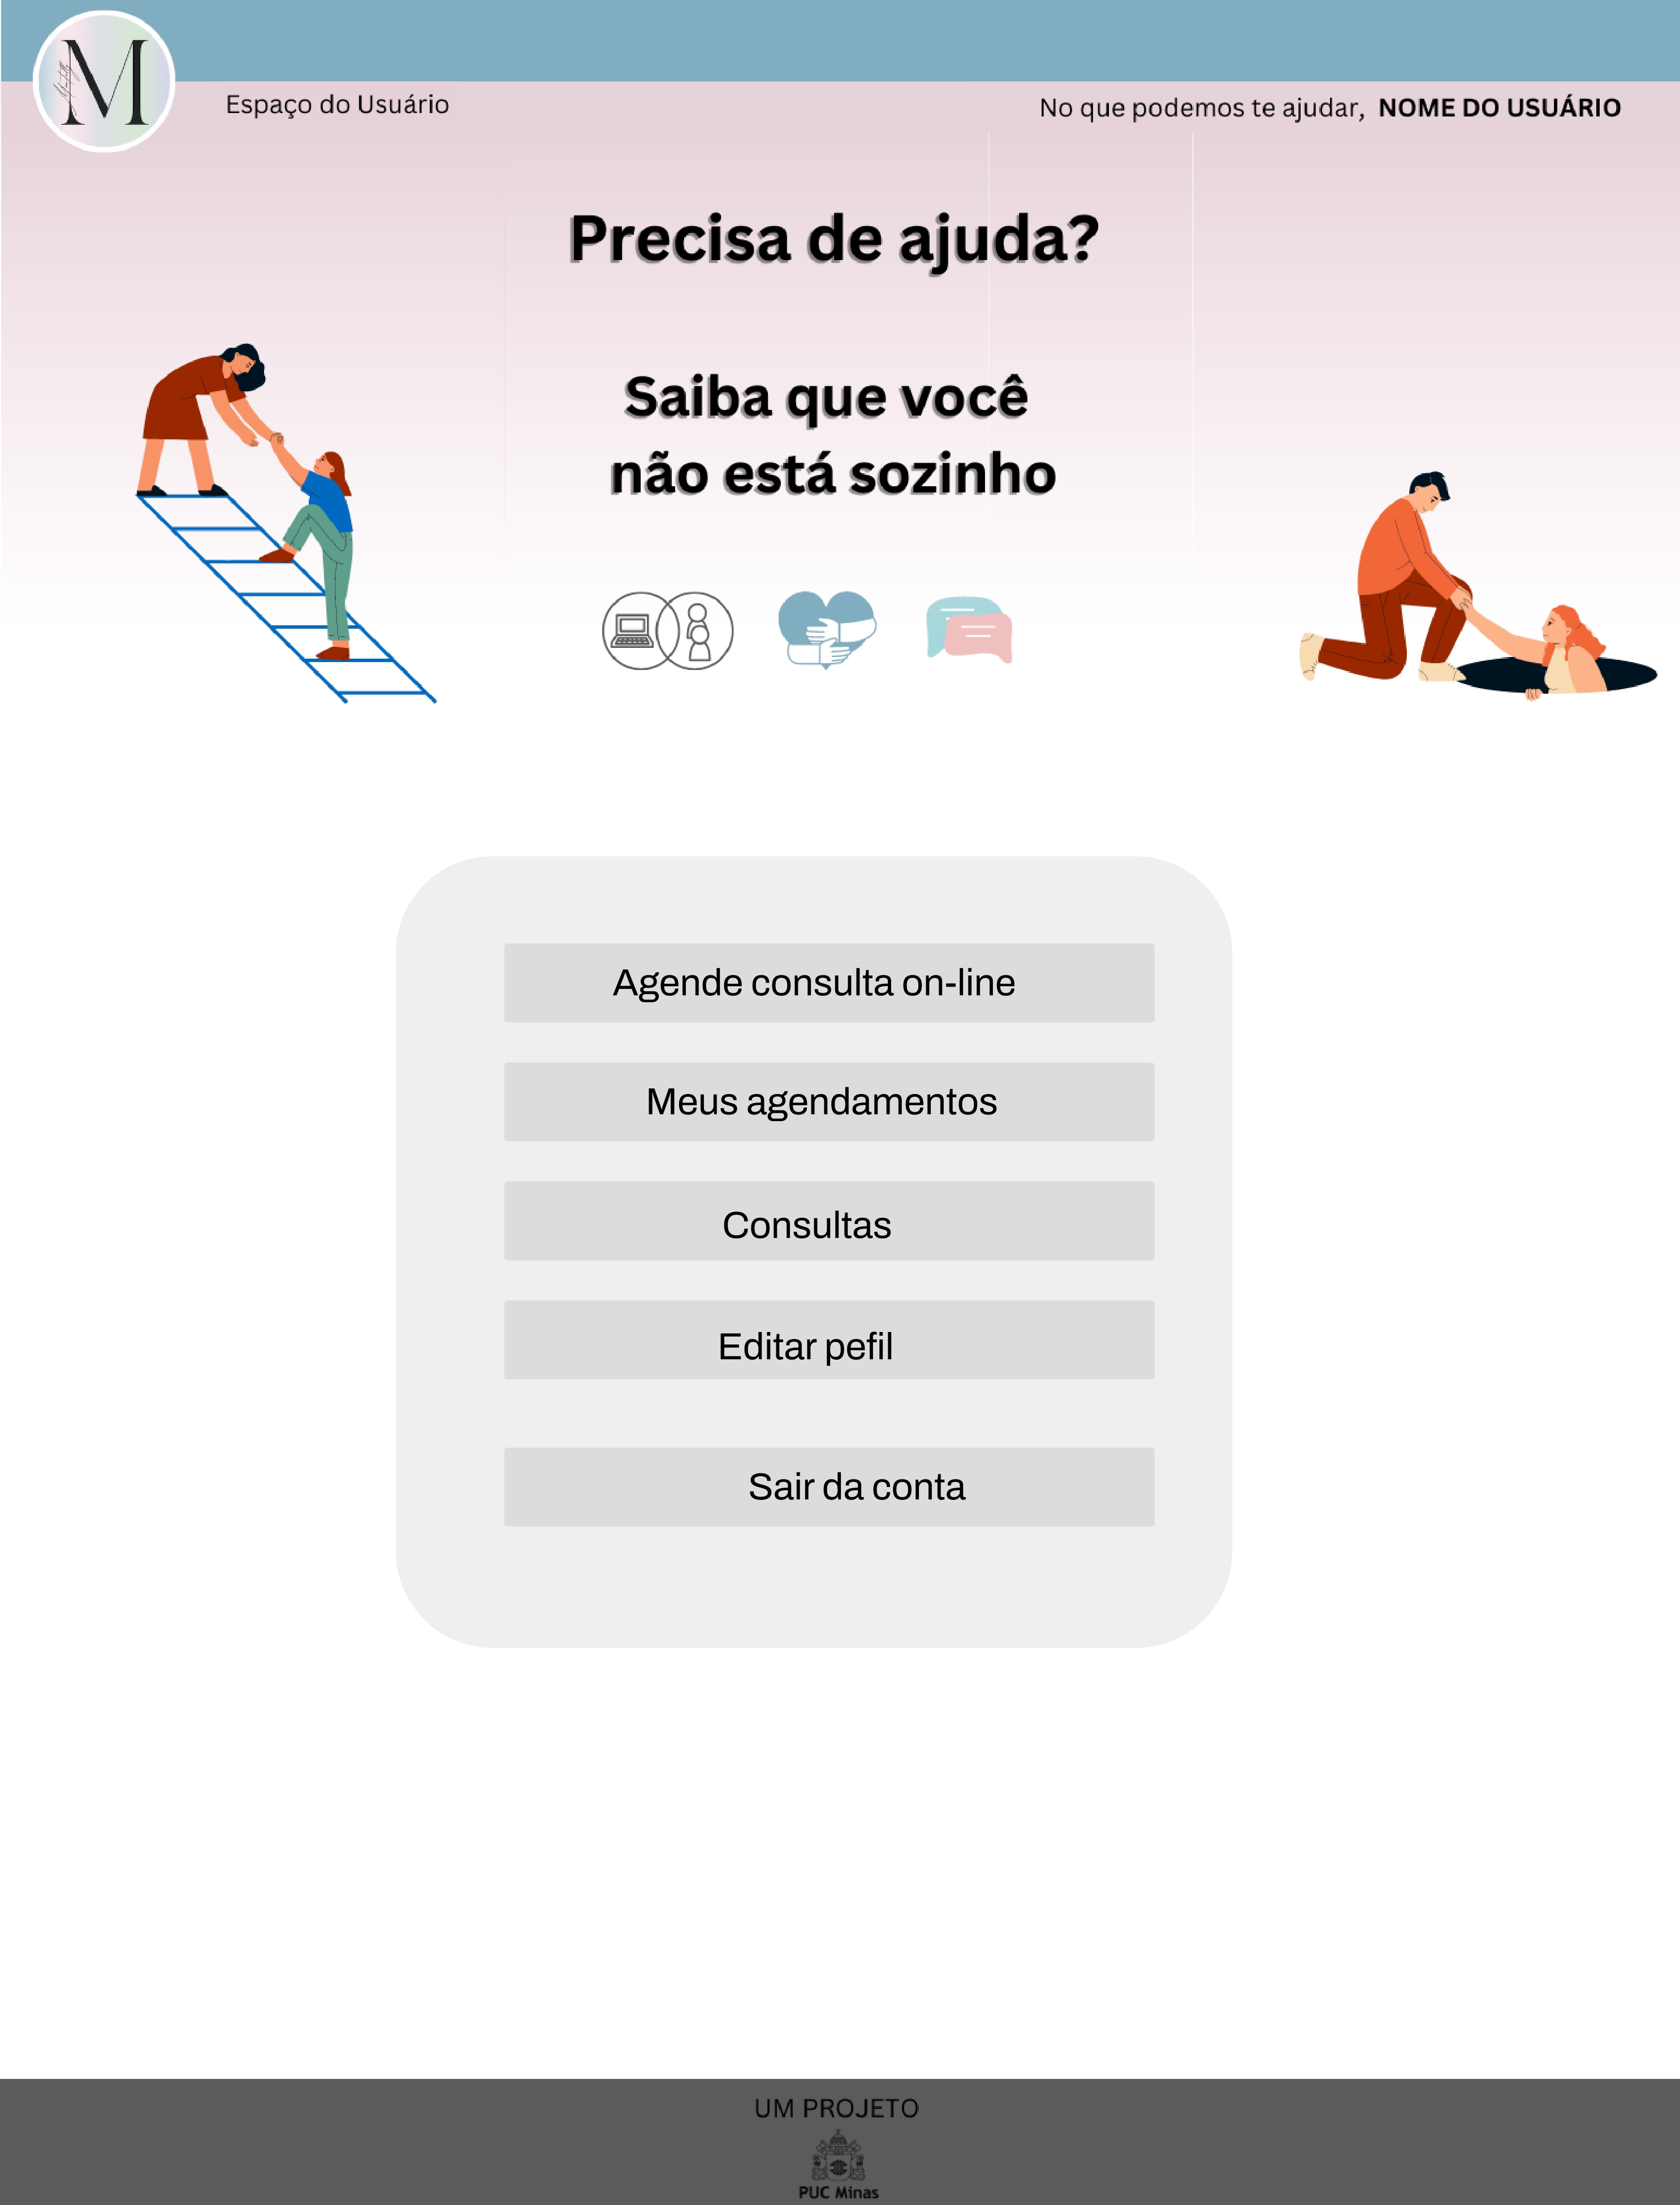 M
Espaço do Usuário
No que podemos te ajudar, NOME DO USUÁRIO
Precisa de ajuda?
Saiba que você
não está sozinho
Agende consulta on-line
Meus agendamentos
Consultas
Editar pefil
Sair da conta
UM PROJETO
PUC Minas